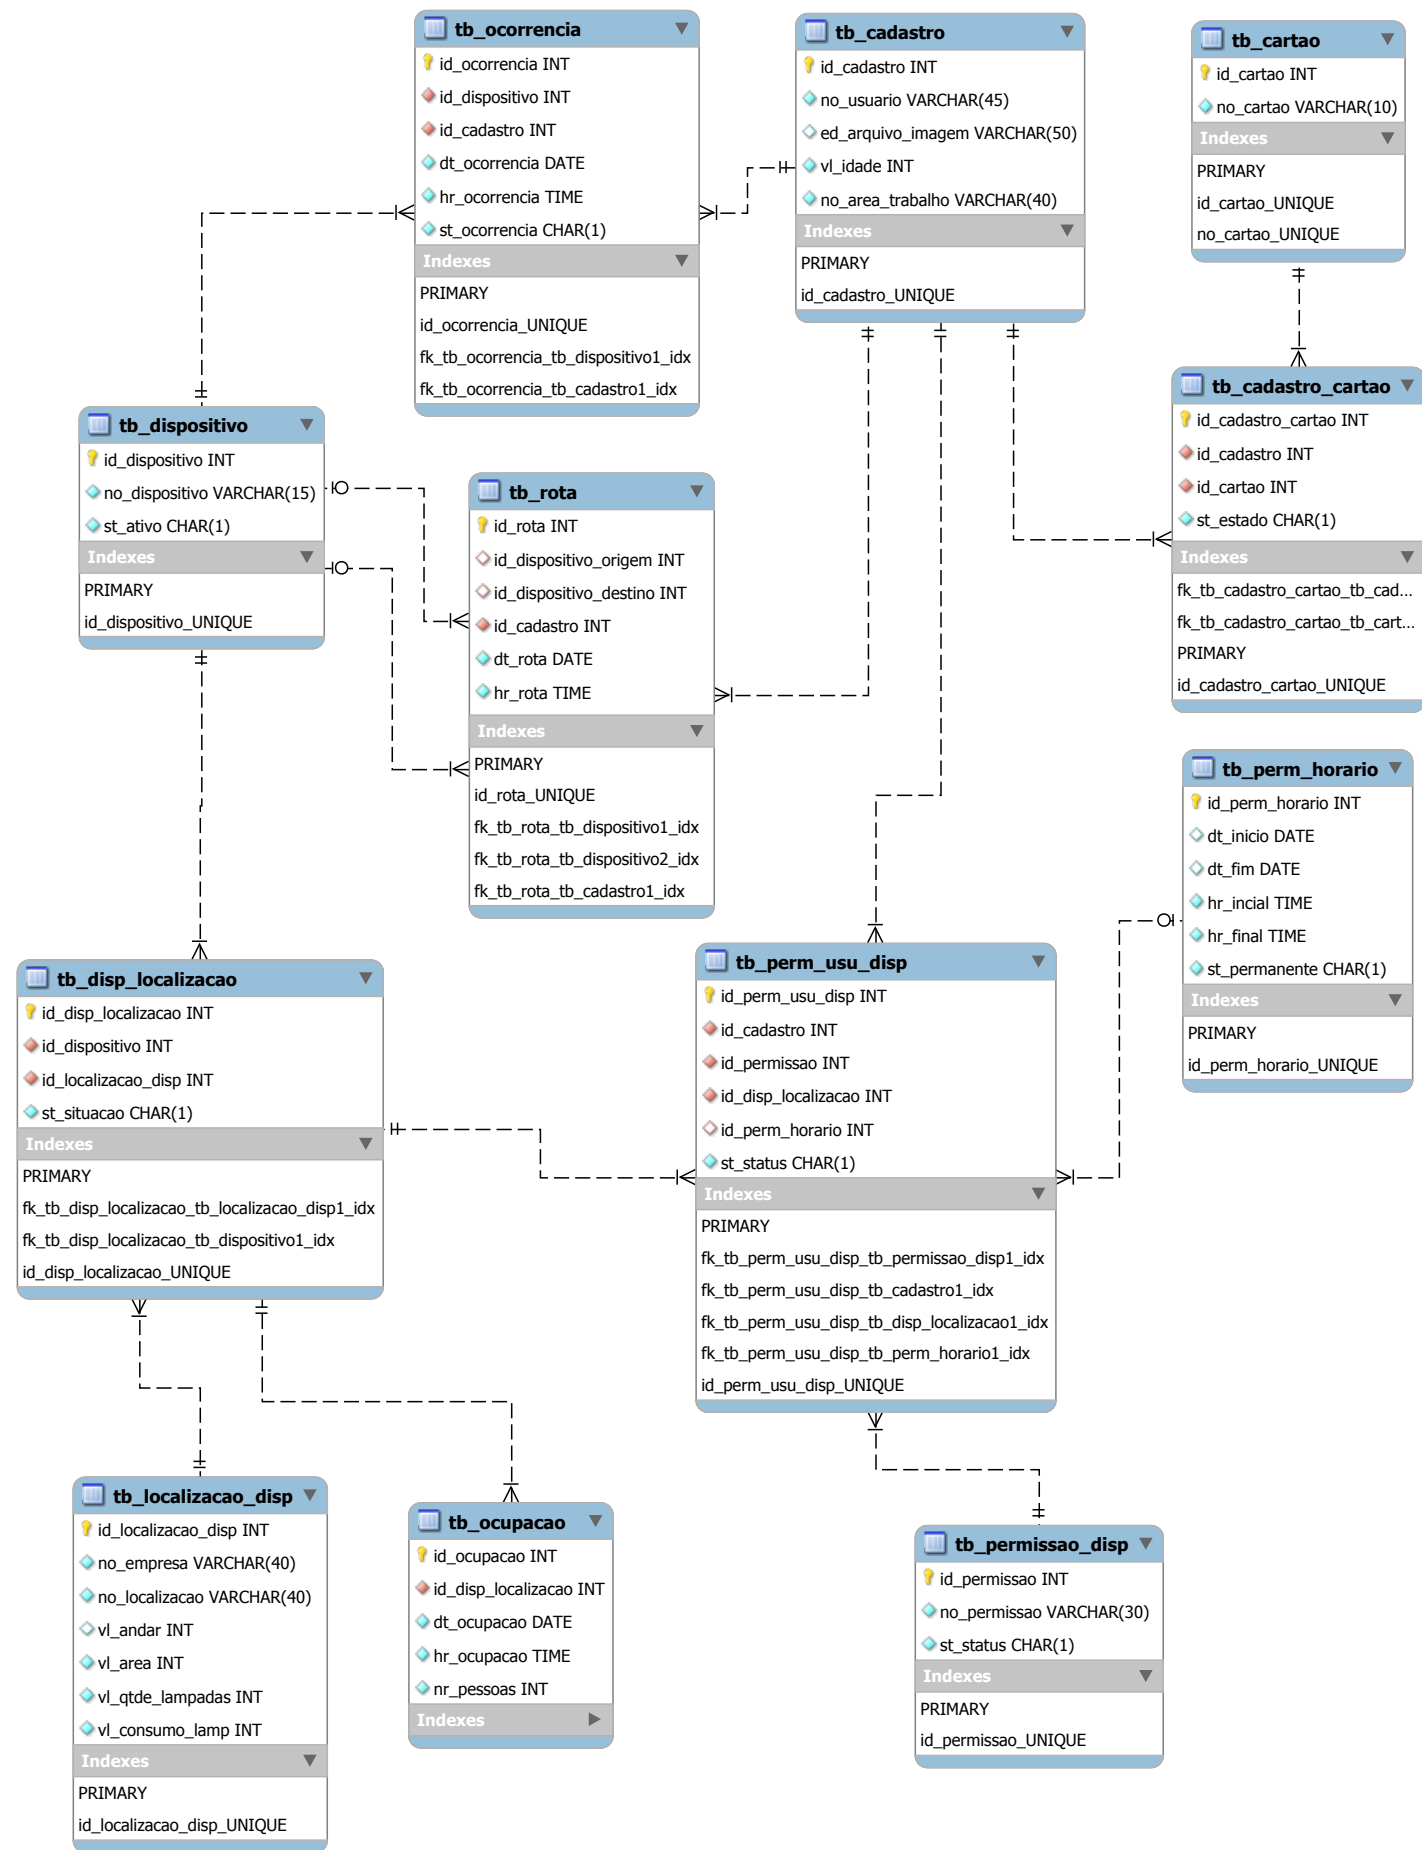 tb_ocorrencia
id_ocorrencia INT
id_dispositivo INT
id_cadastro INT
dt_ocorrencia DATE
hr_ocorrencia TIME
st_ocorrencia CHAR(1)
Indexes
PRIMARY
id_ocorrencia_UNIQUE
fk_tb_ocorrencia_tb_dispositivo1_idx
fk_tb_ocorrencia_tb_cadastro1_idx
tb_cadastro
id_cadastro INT
no_usuario VARCHAR(45)
ed_arquivo_imagem VARCHAR(50)
vl_idade INT
no_area_trabalho VARCHAR(40)
Indexes
PRIMARY
id_cadastro_UNIQUE
tb_cartao
id_cartao INT
no_cartao VARCHAR(10)
Indexes
PRIMARY
id_cartao_UNIQUE
no_cartao_UNIQUE
tb_cadastro_cartao
id_cadastro_cartao INT
id_cadastro INT
id_cartao INT
st_estado CHAR(1)
Indexes
fk_tb_cadastro_cartao_tb_cad...
fk_tb_cadastro_cartao_tb_cart...
PRIMARY
id_cadastro_cartao_UNIQUE
tb_dispositivo
id_dispositivo INT
no_dispositivo VARCHAR(15)
st_ativo CHAR(1)
Indexes
PRIMARY
id_dispositivo_UNIQUE
tb_rota
id_rota INT
id_dispositivo_origem INT
id_dispositivo_destino INT
id_cadastro INT
dt_rota DATE
hr_rota TIME
Indexes
PRIMARY
id_rota_UNIQUE
fk_tb_rota_tb_dispositivo1_idx
fk_tb_rota_tb_dispositivo2_idx
fk_tb_rota_tb_cadastro1_idx
tb_perm_horario
id_perm_horario INT
dt_inicio DATE
dt_fim DATE
hr_incial TIME
hr_final TIME
st_permanente CHAR(1)
Indexes
PRIMARY
id_perm_horario_UNIQUE
tb_disp_localizacao
id_disp_localizacao INT
id_dispositivo INT
id_localizacao_disp INT
st_situacao CHAR(1)
Indexes
PRIMARY
fk_tb_disp_localizacao_tb_localizacao_disp1_idx
fk_tb_disp_localizacao_tb_dispositivo1_idx
id_disp_localizacao_UNIQUE
tb_perm_usu_disp
id_perm_usu_disp INT
id_cadastro INT
id_permissao INT
id_disp_localizacao INT
id_perm_horario INT
st_status CHAR(1)
Indexes
PRIMARY
fk_tb_perm_usu_disp_tb_permissao_disp1_idx
fk_tb_perm_usu_disp_tb_cadastro1_idx
fk_tb_perm_usu_disp_tb_disp_localizacao1_idx
fk_tb_perm_usu_disp_tb_perm_horario1_idx
id_perm_usu_disp_UNIQUE
tb_localizacao_disp
id_localizacao_disp INT
no_empresa VARCHAR(40)
no_localizacao VARCHAR(40)
vl_andar INT
vl_area INT
vl_qtde_lampadas INT
vl_consumo_lamp INT
Indexes
PRIMARY
id_localizacao_disp_UNIQUE
tb_ocupacao
id_ocupacao INT
id_disp_localizacao INT
dt_ocupacao DATE
hr_ocupacao TIME
nr_pessoas INT
Indexes
tb_permissao_disp
id_permissao INT
no_permissao VARCHAR(30)
st_status CHAR(1)
Indexes
PRIMARY
id_permissao_UNIQUE